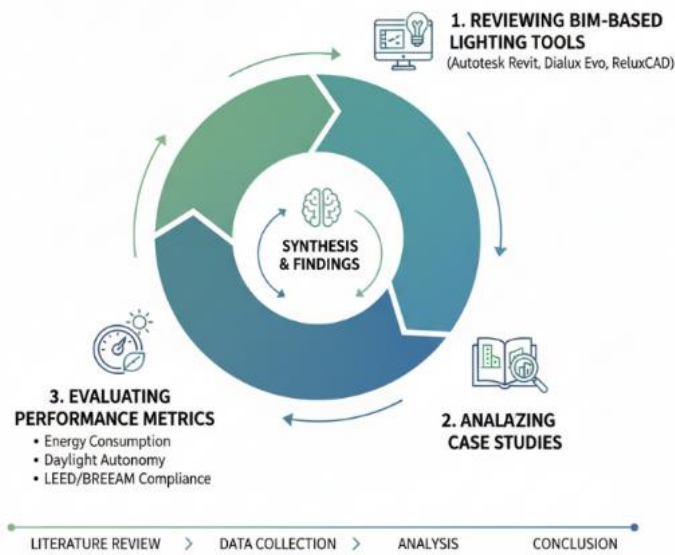 1. REVIEWING BIM-BASED
LIGHTING TOOLS
(Autotesk Revit, Dialux Evo, ReluxCAD)
SYNTHESIS
& FINDINGS
2. ANALAZING
CASE STUDIES
3. EVALUATING
PERFORMANCE METRICS
• Energy Consumption
• Daylight Autonomy
• LEED/BREEAM Compliance
LITERATURE REVIEW > DATA COLLECTION > ANALYSIS CONCLUSION